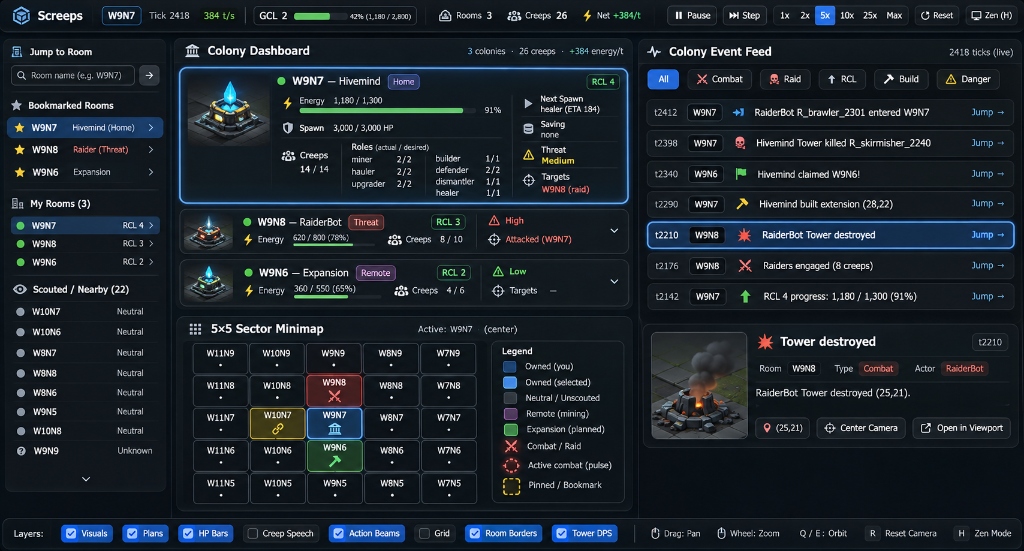 Screeps W9N7 Tick 2418 384 t/s GCL 2 42% (1,180 / 2,800) Rooms 3 Creeps 26 Net +384/t Pause Step 1x 2x 5x 10x 25x Max Reset Zen (H)
Jump to Room
Room name (e.g. W9N7)
Bookmarked Rooms
W9N7 Hivemind (Home)
W9N8 Raider (Threat)
W9N6 Expansion
My Rooms (3)
W9N7 RCL 4
W9N8 RCL 3
W9N6 RCL 2
Scouted / Nearby (22)
W10N7 Neutral
W10N6 Neutral
W8N7 Neutral
W8N6 Neutral
W9N5 Neutral
W10N8 Neutral
W9N9 Unknown
Colony Dashboard 3 colonies · 26 creeps · +384 energy/t
W9N7 — Hivemind Home RCL 4
Energy 1,180 / 1,300
91%
Spawn 3,000 / 3,000 HP
Creeps
14 / 14
Roles (actual / desired)
miner 2/2
hauler 2/2
upgrader 2/2
builder 1/1
defender 2/2
dismantler 1/1
healer 1/1
Next Spawn
healer (ETA 184)
Saving
none
Threat
Medium
Targets
W9N8 (raid)
W9N8 — RaiderBot Threat RCL 3 High
Energy 620 / 800 (78%) Creeps 8 / 10 Attacked (W9N7)
W9N6 — Expansion Remote RCL 2 Low
Energy 360 / 550 (65%) Creeps 4 / 6 Targets —
5×5 Sector Minimap Active: W9N7 (center)
W11N9 W10N9 W9N9 W8N9 W7N9
W11N8 W10N8 W9N8 W8N8 W7N8
W11N7 W10N7 W9N7 W8N7 W7N7
W11N6 W10N6 W9N6 W8N6 W7N6
W11N5 W10N5 W9N5 W8N5 W7N5
Legend
Owned (you)
Owned (selected)
Neutral / Unscouted
Remote (mining)
Expansion (planned)
Combat / Raid
Active combat (pulse)
Pinned / Bookmark
Colony Event Feed 2418 ticks (live)
All Combat Raid RCL Build Danger
t2412 W9N7 RaiderBot R_brawler_2301 entered W9N7 Jump →
t2398 W9N7 Hivemind Tower killed R_skirmisher_2240 Jump →
t2340 W9N6 Hivemind claimed W9N6! Jump →
t2290 W9N7 Hivemind built extension (28,22) Jump →
t2210 W9N8 RaiderBot Tower destroyed Jump →
t2176 W9N8 Raiders engaged (8 creeps) Jump →
t2142 W9N7 RCL 4 progress: 1,180 / 1,300 (91%) Jump →
Tower destroyed t2210
Room W9N8 Type Combat Actor RaiderBot
RaiderBot Tower destroyed (25,21).
(25,21) Center Camera Open in Viewport
Layers: Visuals Plans HP Bars Creep Speech Action Beams Grid Room Borders Tower DPS Drag: Pan Wheel: Zoom Q / E: Orbit R Reset Camera H Zen Mode